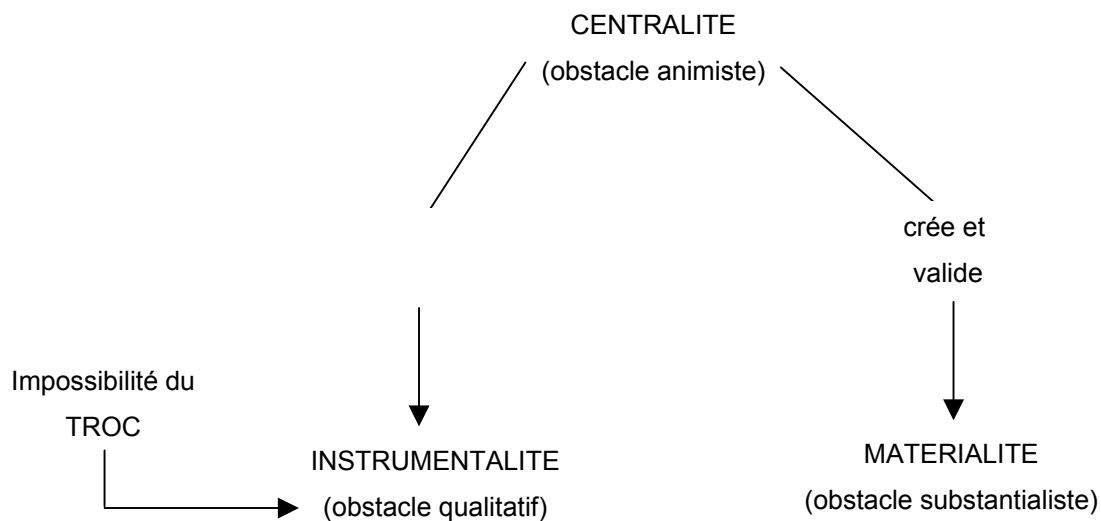 CENTRALITE
(obstacle animiste)
crée et
valide
Impossibilité du
TROC
INSTRUMENTALITE
(obstacle qualitatif)
MATERIALITE
(obstacle substantialiste)